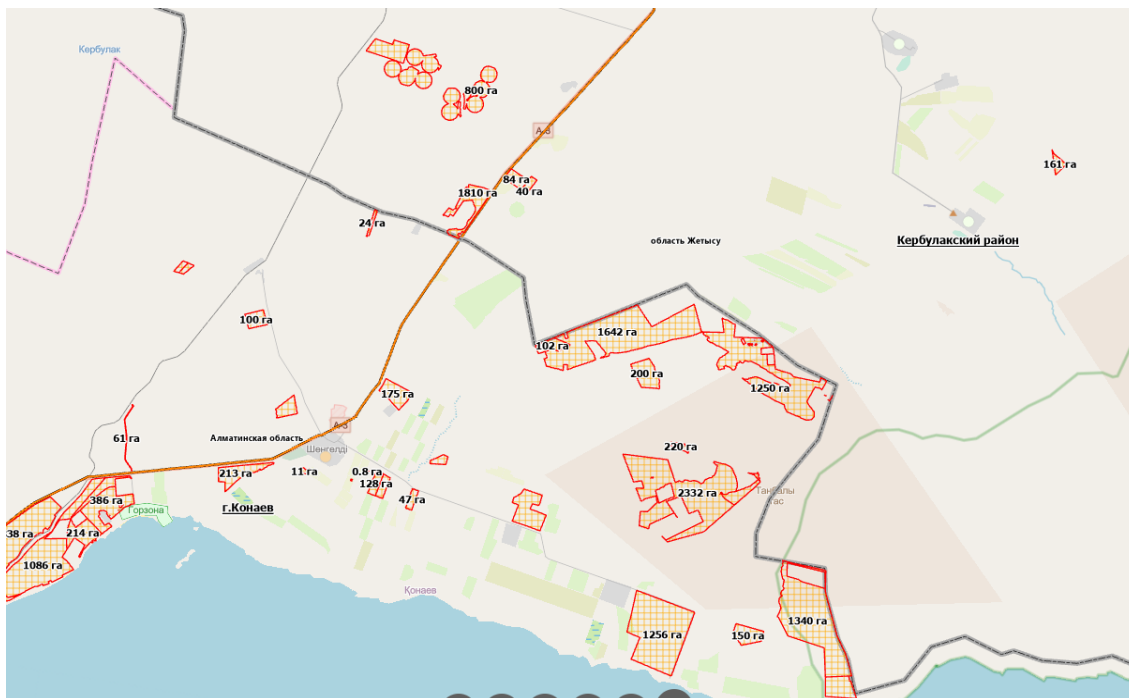 Кербулак
800 га
A-3
161 га
84 га
40 га
1810 га
24 га
область Жетысу
Кербулакский район
100 га
1642 га
102 га
200 га
1250 га
175 га
A-3
61 га
Алматинская область
Шеңгелді
220 га
213 га
11 га
0.8 га
128 га
47 га
2332 га
Таңбалы
тас
386 га
г.Конаев
Горзона
38 га
214 га
1086 га
Қонаев
1256 га
150 га
1340 га